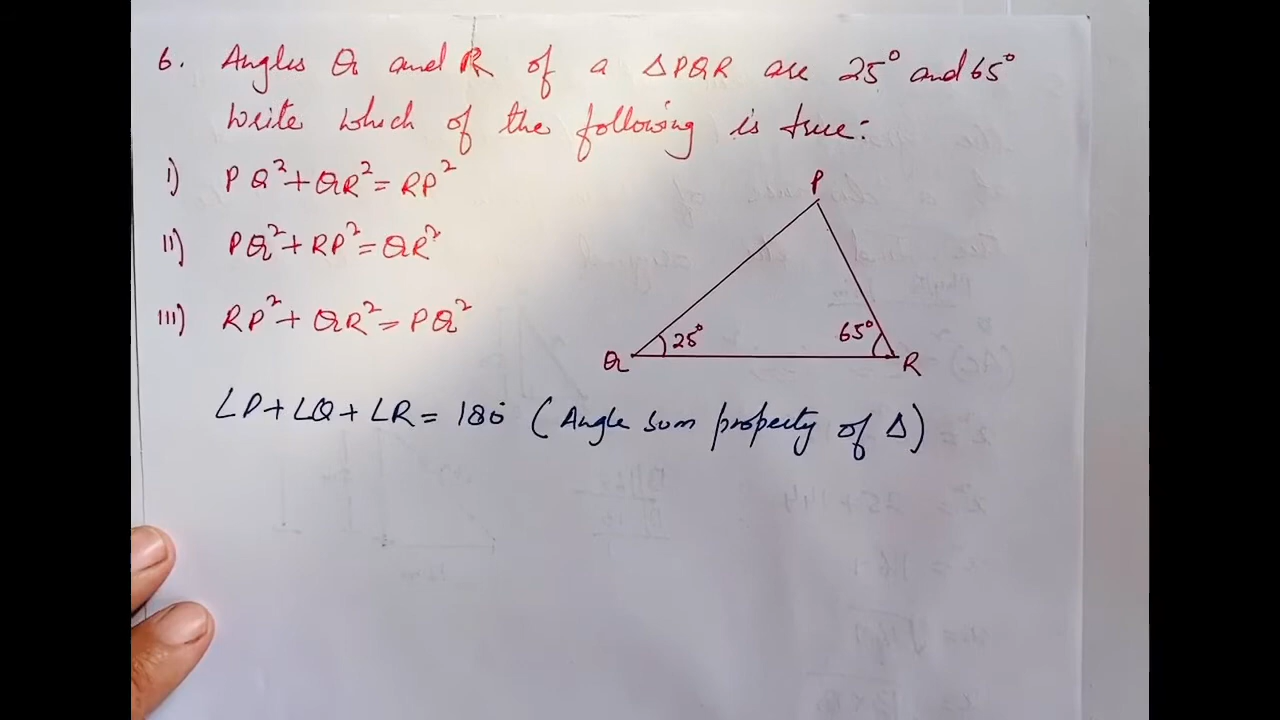 6. Angles Q and R of a ΔPQR are 25° and 65°
Write which of the following is true:
i) PQ²+QR²=RP²
ii) PQ²+RP²=QR²
iii) RP²+QR²=PQ²
P
Q 25° 65° R
∠P+∠Q+∠R=180° (Angle sum property of Δ)